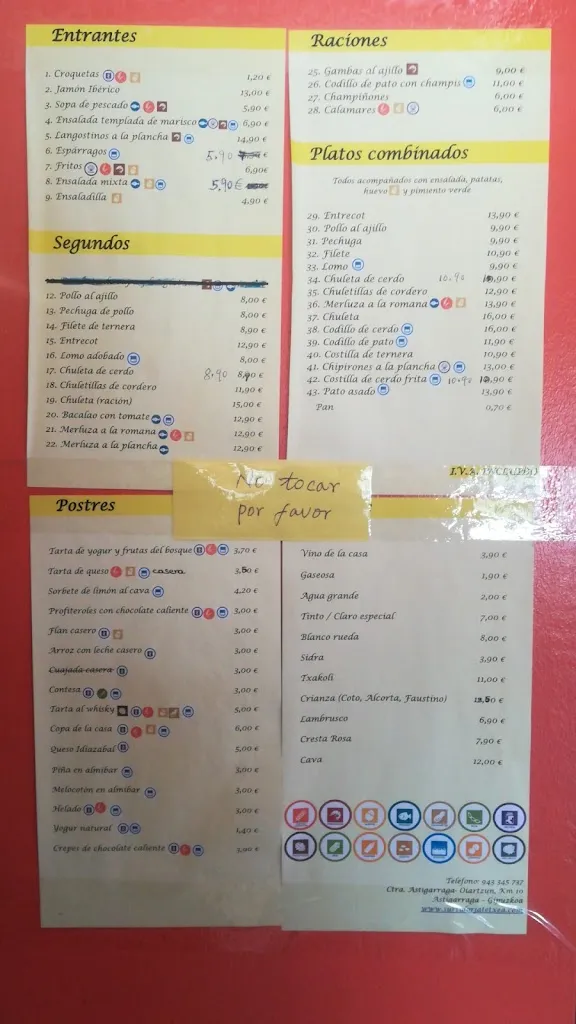 Entrantes
1. Croquetas 1,20 €
2. Jamón Ibérico 13,00 €
3. Sopa de pescado 5,90 €
4. Ensalada templada de marisco 6,90 €
5. Langostinos a la plancha 14,90 €
6. Espárragos 5.90
7. Fritos 6,90€
8. Ensalada mixta 5.90€
9. Ensaladilla 4,90 €
Segundos
12. Pollo al ajillo 8,00 €
13. Pechuga de pollo 8,00 €
14. Filete de ternera 8,90 €
15. Entrecot 12,90 €
16. Lomo adobado 8,00 €
17. Chuleta de cerdo 8.90 8,90 €
18. Chuletillas de cordero 11,90 €
19. Chuleta (ración) 15,00 €
20. Bacalao con tomate 12,90 €
21. Merluza a la romana 12,90 €
22. Merluza a la plancha 12,90 €
Raciones
25. Gambas al ajillo 9,00 €
26. Codillo de pato con champis 11,00 €
27. Champiñones 6,00 €
28. Calamares 6,00 €
Platos combinados
Todos acompañados con ensalada, patatas,
huevo y pimiento verde
29. Entrecot 13,90 €
30. Pollo al ajillo 9,90 €
31. Pechuga 9,90 €
32. Filete 10,90 €
33. Lomo 9,90 €
34. Chuleta de cerdo 10.90
35. Chuletillas de cordero 12,90 €
36. Merluza a la romana 13,90 €
37. Chuleta 16,00 €
38. Codillo de cerdo 16,00 €
39. Codillo de pato 11,90 €
40. Costilla de ternera 10,90 €
41. Chipirones a la plancha 13,00 €
42. Costilla de cerdo frita 10.90
43. Pato asado 13,90 €
Pan 0,70 €
I.V.A. INCLUIDO
No tocar
por favor
Postres
Tarta de yogur y frutas del bosque 3,70 €
Tarta de queso casera 3,50 €
Sorbete de limón al cava 4,20 €
Profiteroles con chocolate caliente 3,00 €
Flan casero 3,00 €
Arroz con leche casero 3,00 €
Cuajada casera 3,00 €
Contesa 3,00 €
Tarta al whisky 5,00 €
Copa de la casa 6,00 €
Queso Idiazabal 5,00 €
Piña en almibar 3,00 €
Melocotón en almibar 3,00 €
Helado 3,00 €
Yogur natural 1,40 €
Crepes de chocolate caliente 3,90 €
Vino de la casa 3,90 €
Gaseosa 1,90 €
Agua grande 2,00 €
Tinto / Claro especial 7,00 €
Blanco rueda 8,00 €
Sidra 3,90 €
Txakoli 11,00 €
Crianza (Coto, Alcorta, Faustino)
Lambrusco 6,90 €
Cresta Rosa 7,90 €
Cava 12,00 €
Teléfono: 943 345 787
Ctra. Astigarraga- Oiartzun, Km 10
Astigarraga - Gipuzkoa